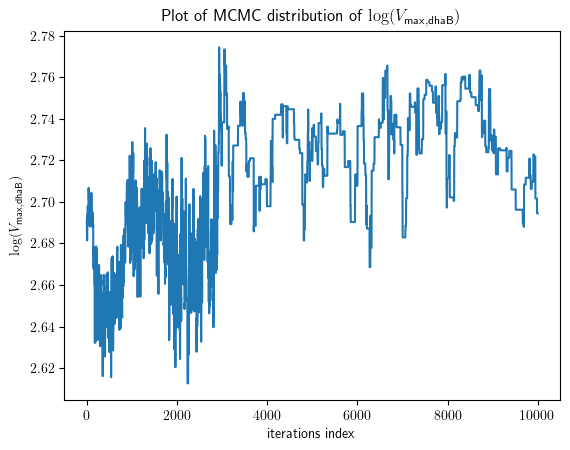 Plot of MCMC distribution of log(V_max,dhaB)
log(V_max,dhaB)
2.78
2.76
2.74
2.72
2.70
2.68
2.66
2.64
2.62
0 2000 4000 6000 8000 10000
iterations index